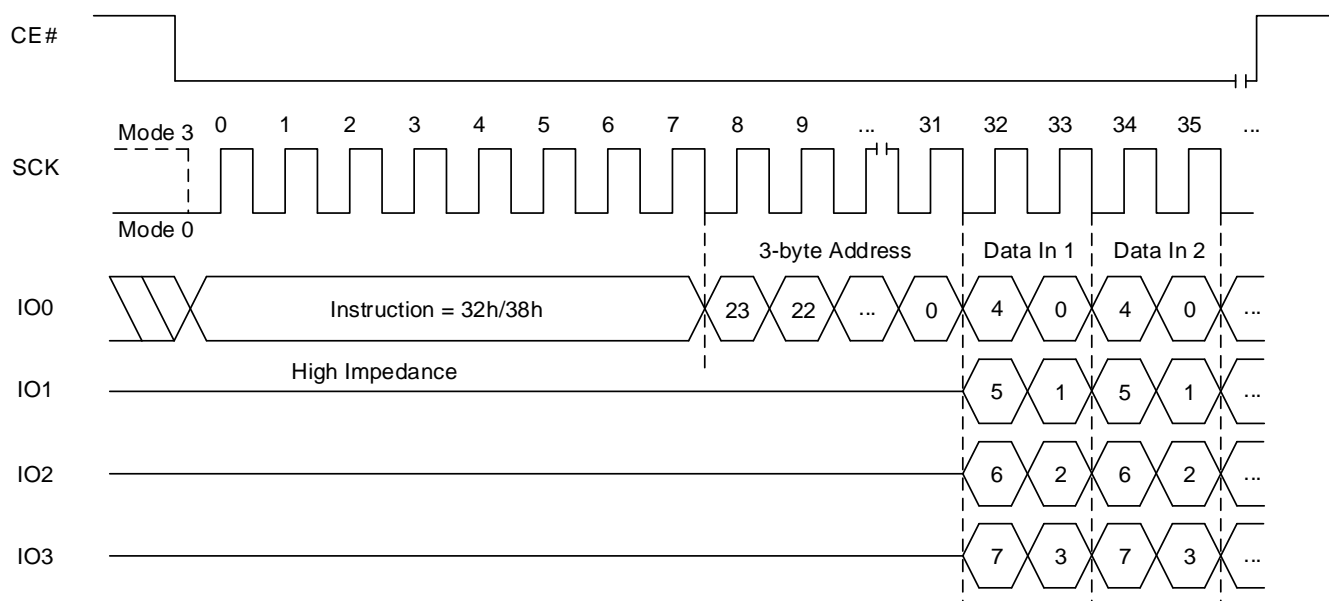 CE#
Mode 3 0 1 2 3 4 5 6 7 8 9 ... 31 32 33 34 35 ...
SCK
Mode 0
3-byte Address Data In 1 Data In 2
IO0 Instruction = 32h/38h 23 22 ... 0 4 0 4 0 ...
High Impedance
IO1 5 1 5 1 ...
IO2 6 2 6 2 ...
IO3 7 3 7 3 ...